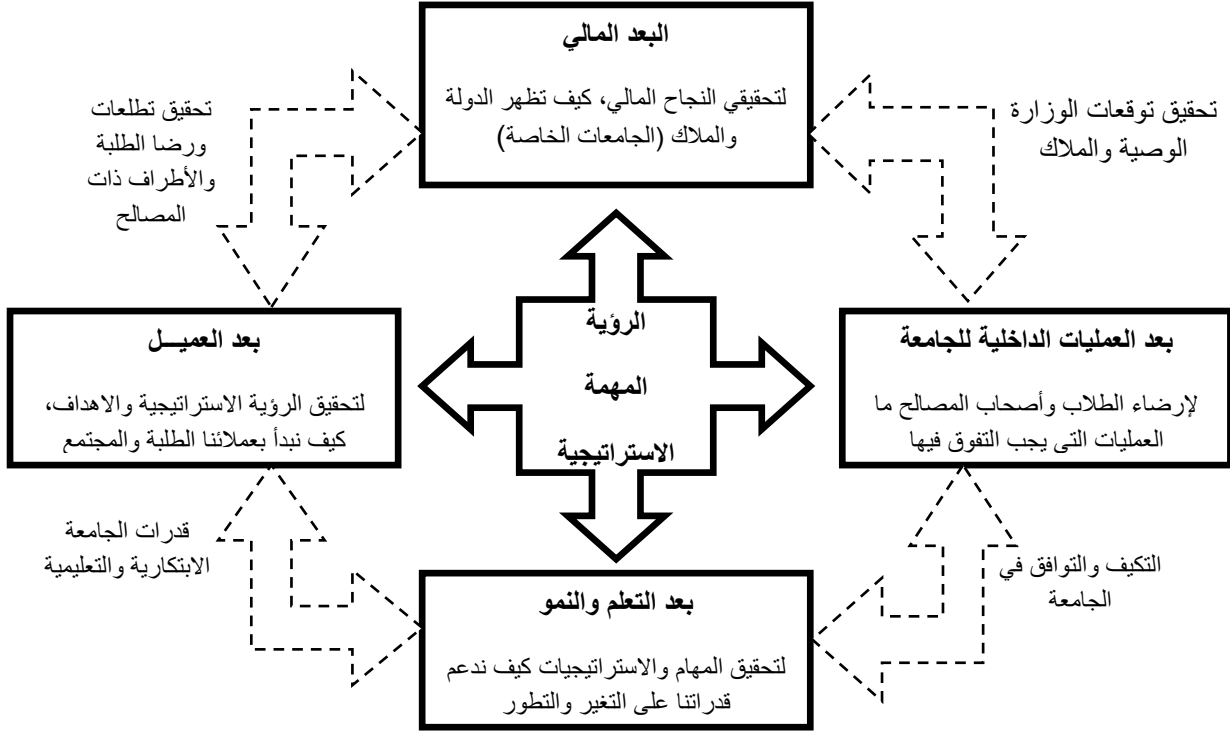 البعد المالي
لتحقيقي النجاح المالي، كيف تظهر الدولة
والملاك (الجامعات الخاصة)
تحقيق توقعات الوزارة
الوصية والملاك
تحقيق تطلعات
ورضا الطلبة
والأطراف ذات
المصالح
بعد العمليات الداخلية للجامعة
لإرضاء الطلاب وأصحاب المصالح ما
العمليات التي يجب التفوق فيها
الرؤية
المهمة
الاستراتيجية
بعد العميـــل
لتحقيق الرؤية الاستراتيجية والاهداف،
كيف نبدأ بعملائنا الطلبة والمجتمع
التكيف والتوافق في
الجامعة
قدرات الجامعة
الابتكارية والتعليمية
بعد التعلم والنمو
لتحقيق المهام والاستراتيجيات كيف ندعم
قدراتنا على التغير والتطور